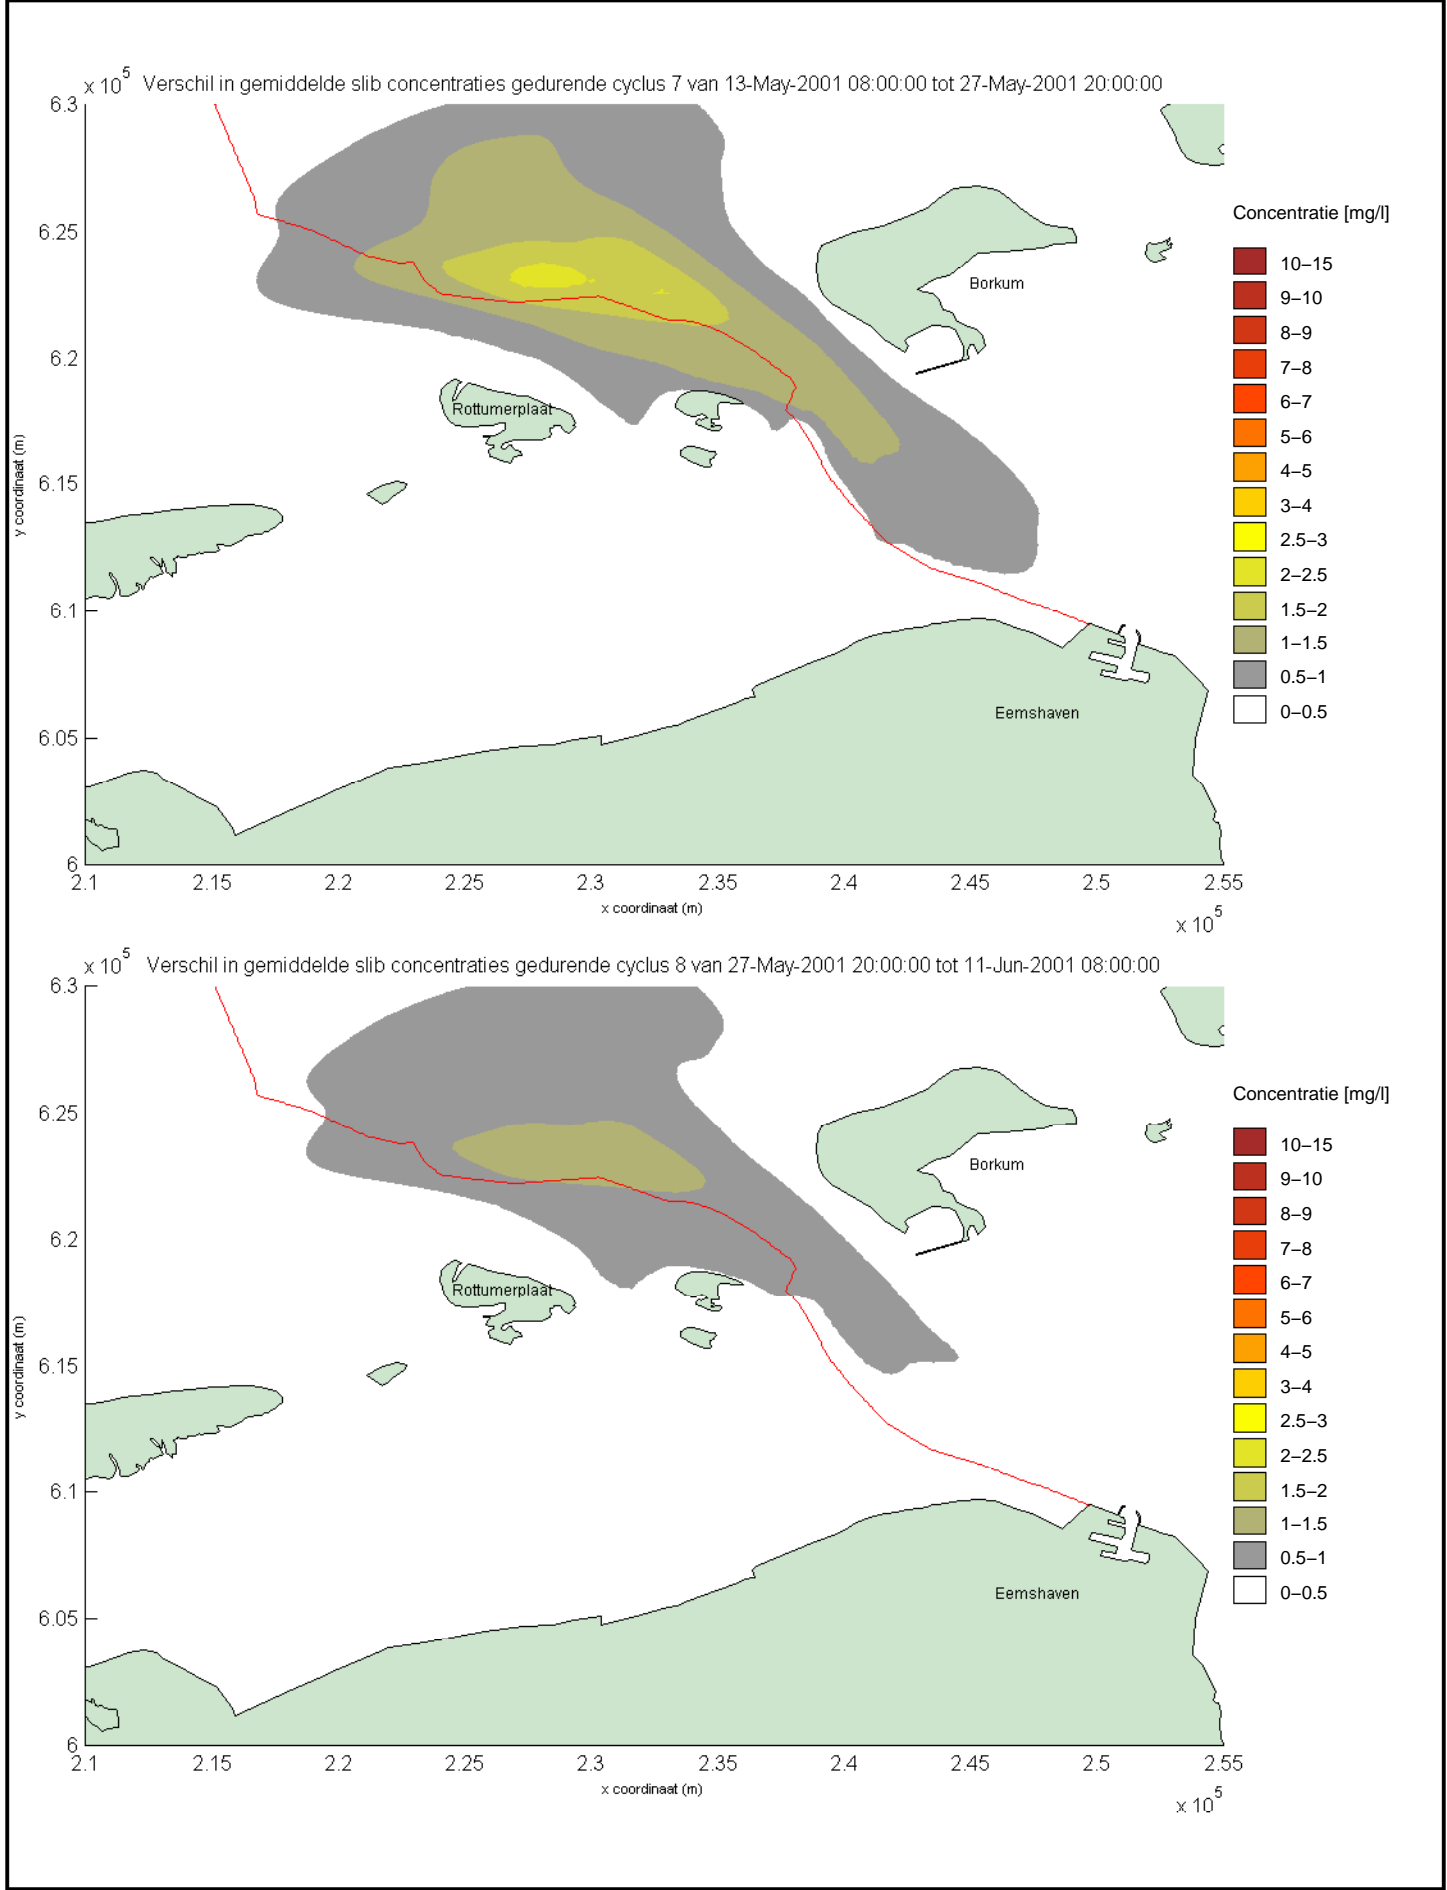 x 10^5 Verschil in gemiddelde slib concentraties gedurende cyclus 7 van 13-May-2001 08:00:00 tot 27-May-2001 20:00:00
6.3
6.25
6.2
6.15
6.1
6.05
6
y coordinaat (m)
2.1 2.15 2.2 2.25 2.3 2.35 2.4 2.45 2.5 2.55
x coordinaat (m)
x 10^5
Borkum
Rottumerplaat
Eemshaven
Concentratie [mg/l]
10–15
9–10
8–9
7–8
6–7
5–6
4–5
3–4
2.5–3
2–2.5
1.5–2
1–1.5
0.5–1
0–0.5
x 10^5 Verschil in gemiddelde slib concentraties gedurende cyclus 8 van 27-May-2001 20:00:00 tot 11-Jun-2001 08:00:00
6.3
6.25
6.2
6.15
6.1
6.05
6
y coordinaat (m)
2.1 2.15 2.2 2.25 2.3 2.35 2.4 2.45 2.5 2.55
x coordinaat (m)
x 10^5
Borkum
Rottumerplaat
Eemshaven
Concentratie [mg/l]
10–15
9–10
8–9
7–8
6–7
5–6
4–5
3–4
2.5–3
2–2.5
1.5–2
1–1.5
0.5–1
0–0.5